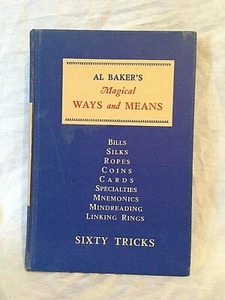 AL BAKER'S
Magical
WAYS and MEANS
BILLS
SILKS
ROPES
COINS
CARDS
SPECIALTIES
MNEMONICS
MINDREADING
LINKING RINGS
SIXTY TRICKS